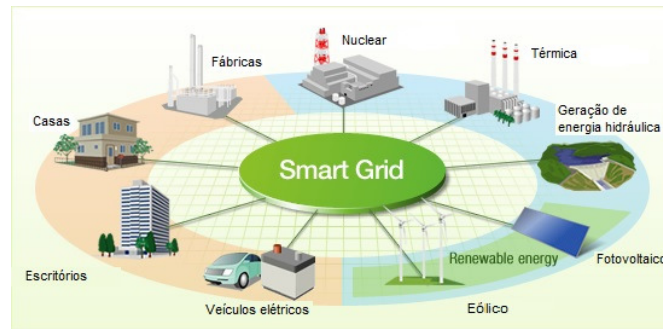 Nuclear
Fábricas
Térmica
Casas
Geração de
energia hidráulica
Smart Grid
Renewable energy
Fotovoltaico
Escritórios
Veículos elétricos
Eólico